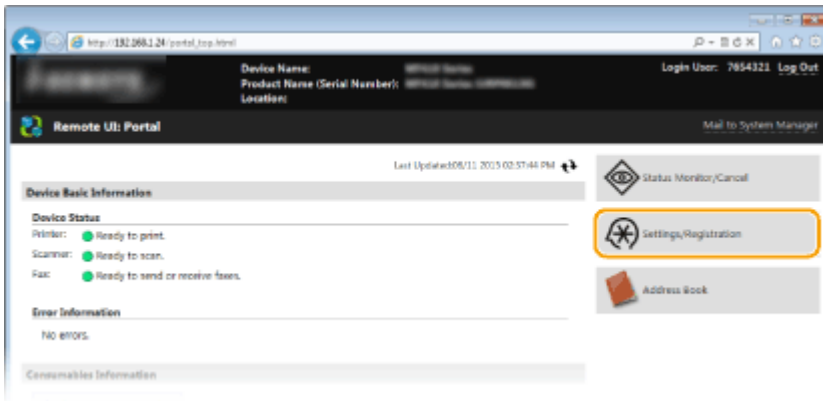 http://192.168.1.24/portal_top.html
Device Name:
Product Name (Serial Number):
Location:
Login User: 7654321 Log Out
Remote UI: Portal
Mail to System Manager
Last Updated:08/11 2015 02:37:44 PM
Device Basic Information
Device Status
Printer: Ready to print.
Scanner: Ready to scan.
Fax: Ready to send or receive faxes.
Error Information
No errors.
Consumables Information
Status Monitor/Cancel
Settings/Registration
Address Book